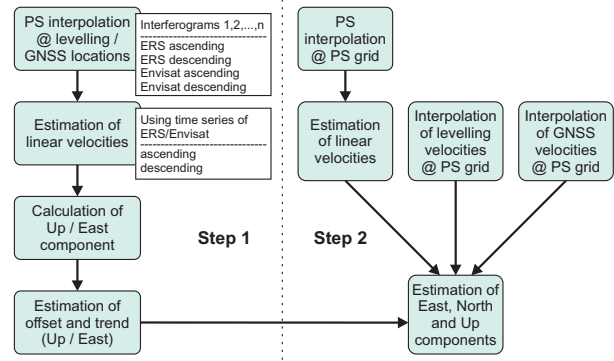 PS interpolation
@ levelling /
GNSS locations
Interferograms 1,2,...,n
ERS ascending
ERS descending
Envisat ascending
Envisat descending
Estimation of
linear velocities
Using time series of
ERS/Envisat
ascending
descending
Calculation of
Up / East
component
Estimation of
offset and trend
(Up / East)
Step 1
Step 2
PS
interpolation
@ PS grid
Estimation
of linear
velocities
Interpolation
of levelling
velocities
@ PS grid
Interpolation
of GNSS
velocities
@ PS grid
Estimation of
East, North
and Up
components